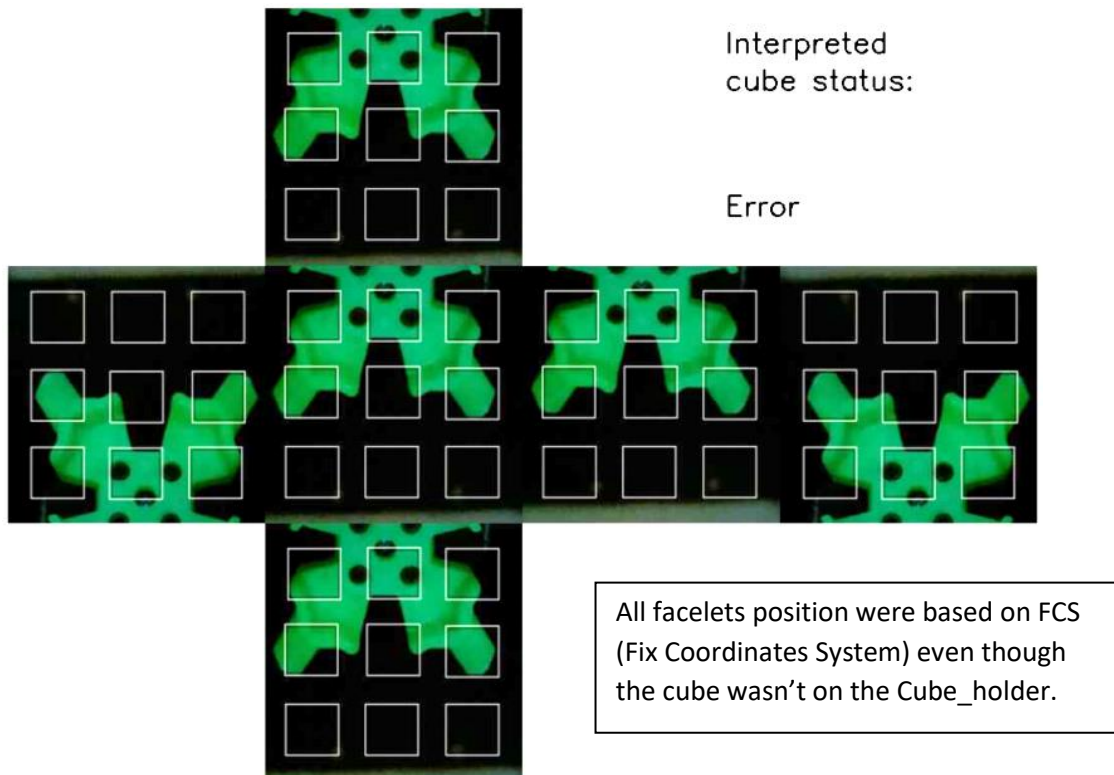 Interpreted
cube status:
Error
All facelets position were based on FCS
(Fix Coordinates System) even though
the cube wasn’t on the Cube_holder.